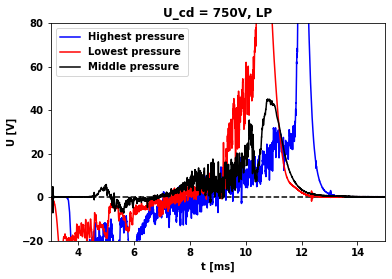 U_cd = 750V, LP
Highest pressure
Lowest pressure
Middle pressure
80
60
40
20
0
−20
U [V]
4 6 8 10 12 14
t [ms]